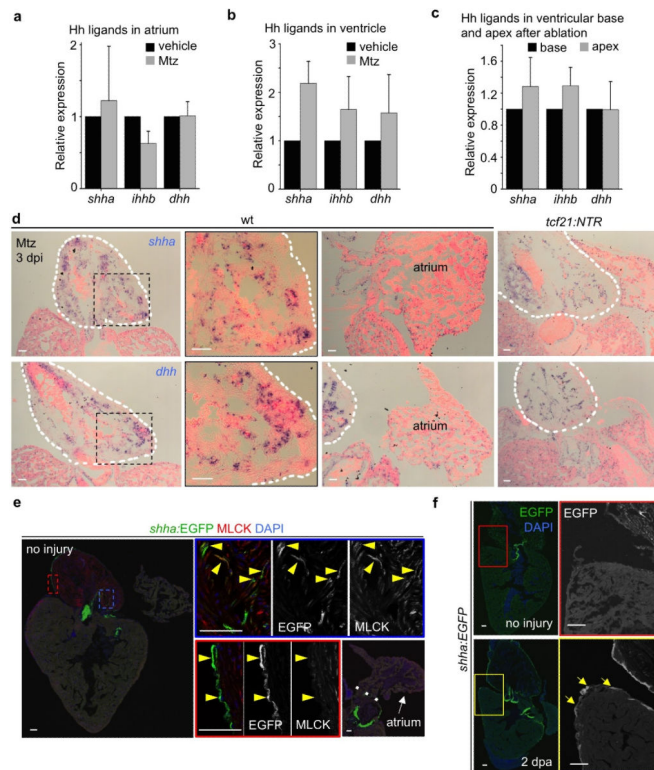 a
Hh ligands in atrium
vehicle
Mtz
Relative expression
2
1
0
shha
ihhb
dhh
b
Hh ligands in ventricle
vehicle
Mtz
Relative expression
3
2
1
0
shha
ihhb
dhh
c
Hh ligands in ventricular base
and apex after ablation
base
apex
Relative expression
1.6
1.2
0.8
0.4
0
shha
ihhb
dhh
d
wt
tcf21:NTR
Mtz
3 dpi
shha
atrium
dhh
atrium
e
shha:EGFP MLCK DAPI
no injury
EGFP
MLCK
EGFP
MLCK
atrium
f
shha:EGFP
EGFP
DAPI
no injury
EGFP
2 dpa